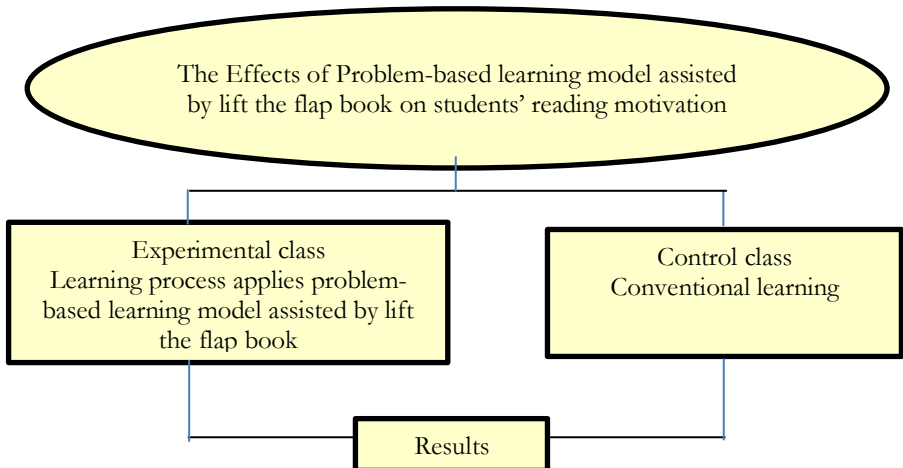 The Effects of Problem-based learning model assisted
by lift the flap book on students’ reading motivation
Experimental class
Learning process applies problem-
based learning model assisted by lift
the flap book
Control class
Conventional learning
Results